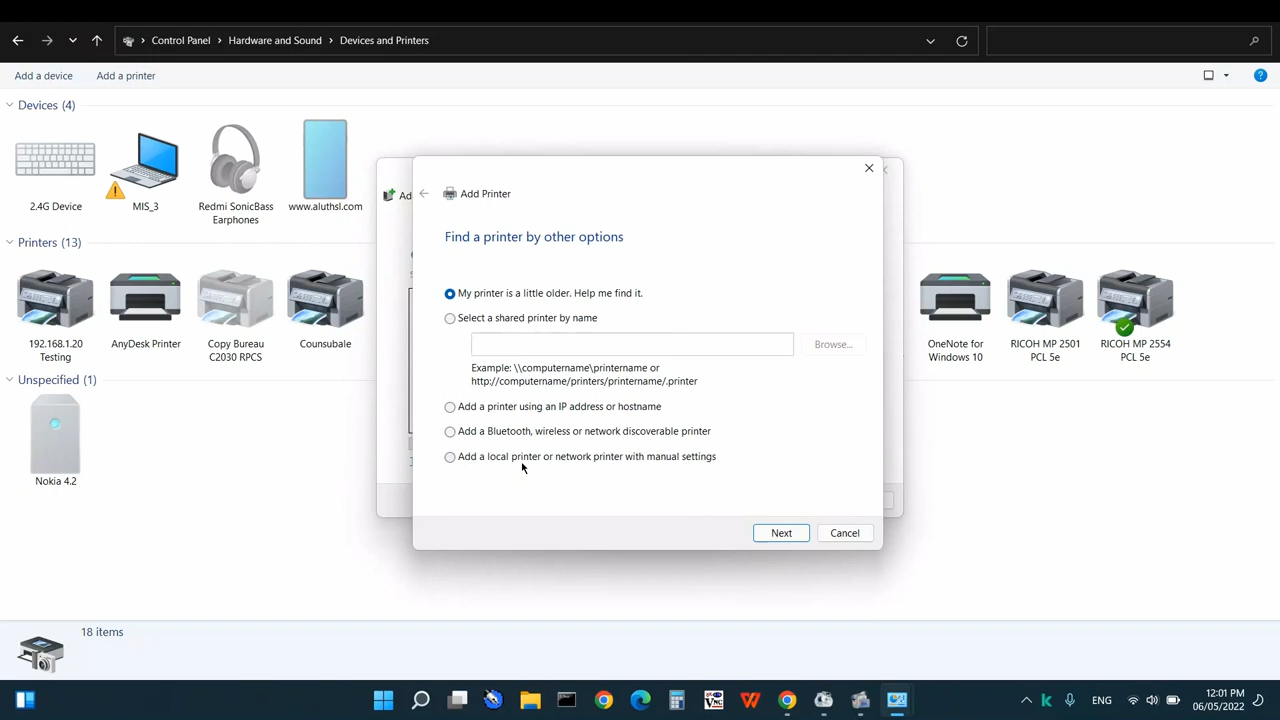 Control Panel > Hardware and Sound > Devices and Printers
Add a device Add a printer
Devices (4)
2.4G Device
MIS_3
Redmi SonicBass
Earphones
www.aluthsl.com
Printers (13)
192.168.1.20
Testing
AnyDesk Printer
Copy Bureau
C2030 RPCS
Counsubale
OneNote for
Windows 10
RICOH MP 2501
PCL 5e
RICOH MP 2554
PCL 5e
Unspecified (1)
Nokia 4.2
Ad
Add Printer
Find a printer by other options
My printer is a little older. Help me find it.
Select a shared printer by name
Browse...
Example: \\computername\printername or
http://computername/printers/printername/.printer
Add a printer using an IP address or hostname
Add a Bluetooth, wireless or network discoverable printer
Add a local printer or network printer with manual settings
Next Cancel
18 items
ENG
12:01 PM
06/05/2022